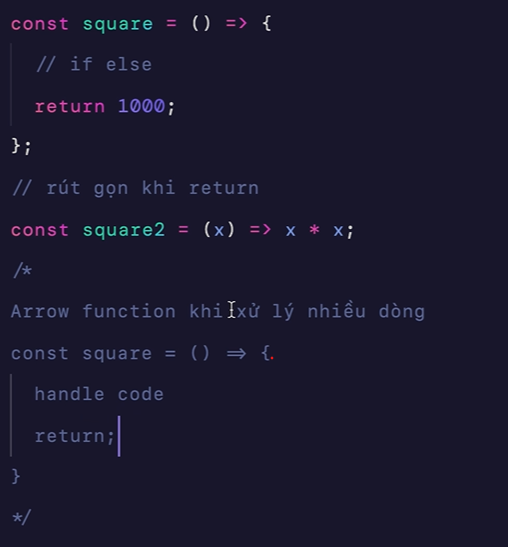 const square = () => {
// if else
return 1000;
};
// rút gọn khi return
const square2 = (x) => x * x;
/*
Arrow function khi xử lý nhiều dòng
const square = () => {
handle code
return;
}
*/